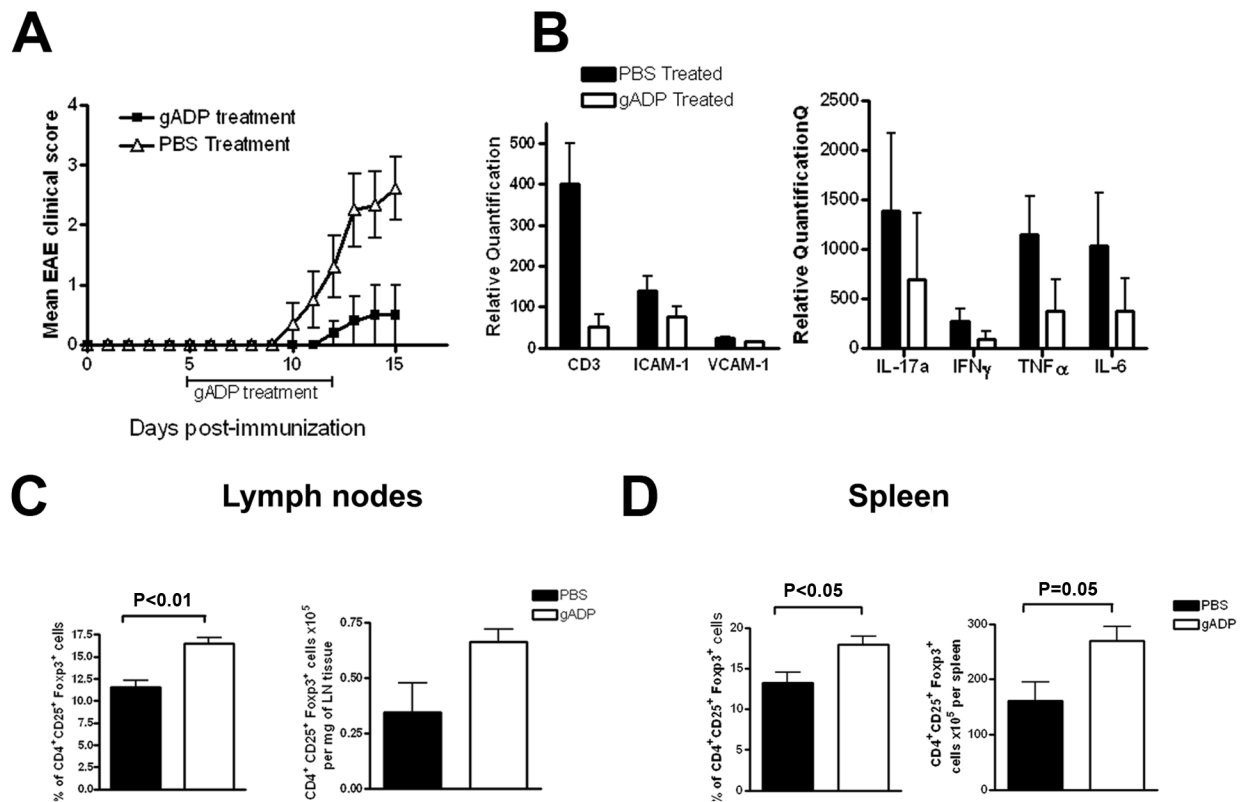 A
Mean EAE clinical score
4
3
2
1
0
gADP treatment
PBS Treatment
0
5
10
15
gADP treatment
Days post-immunization
B
PBS Treated
gADP Treated
Relative Quantification
500
400
300
200
100
0
CD3
ICAM-1
VCAM-1
Relative QuantificationQ
2500
2000
1500
1000
500
0
IL-17a
IFNγ
TNFα
IL-6
C
Lymph nodes
% of CD4⁺CD25⁺ Foxp3⁺ cells
17.5
15.0
12.5
10.0
7.5
5.0
2.5
0.0
P<0.01
CD4⁺ CD25⁺ Foxp3⁺ cells x10⁵
per mg of LN tissue
0.75
0.50
0.25
0.00
PBS
gADP
D
Spleen
% of CD4⁺CD25⁺ Foxp3⁺ cells
20
15
10
5
0
P<0.05
CD4⁺CD25⁺ Foxp3⁺
cells x10⁵ per spleen
300
200
100
0
P=0.05
PBS
gADP